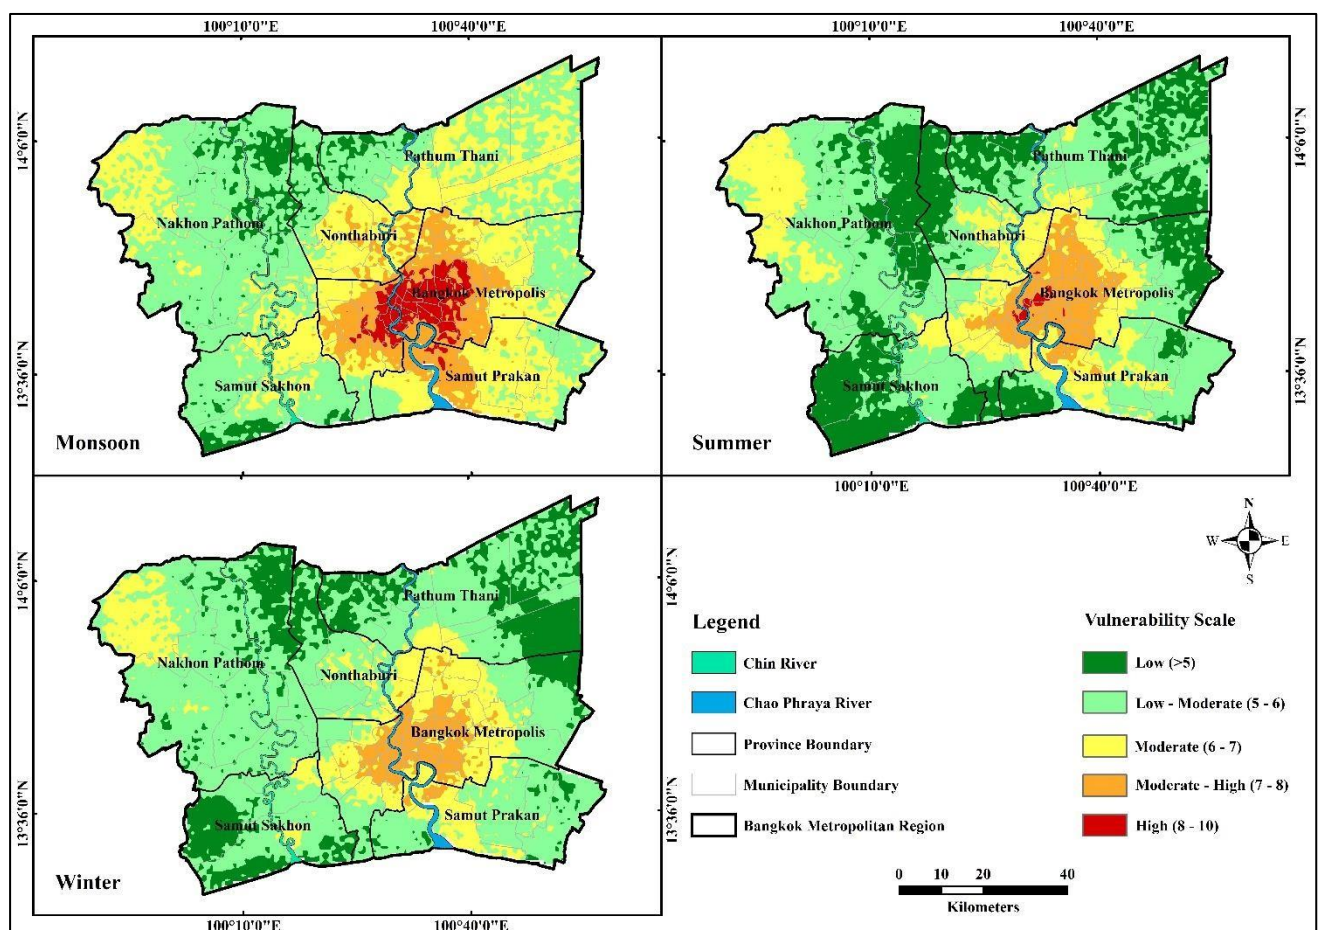 100°10'0"E
100°40'0"E
100°10'0"E
100°40'0"E
14°6'0"N
13°36'0"N
Pathum Thani
Nakhon Pathom
Nonthaburi
Bangkok Metropolis
Samut Prakan
Samut Sakhon
Monsoon
Pathum Thani
Nakhon Pathom
Nonthaburi
Bangkok Metropolis
Samut Prakan
Samut Sakhon
Summer
14°6'0"N
13°36'0"N
100°10'0"E
100°40'0"E
14°6'0"N
13°36'0"N
Pathum Thani
Nakhon Pathom
Nonthaburi
Bangkok Metropolis
Samut Prakan
Samut Sakhon
Winter
14°6'0"N
13°36'0"N
100°10'0"E
100°40'0"E
N
W
E
S
Legend
Chin River
Chao Phraya River
Province Boundary
Municipality Boundary
Bangkok Metropolitan Region
Vulnerability Scale
Low (>5)
Low - Moderate (5 - 6)
Moderate (6 - 7)
Moderate - High (7 - 8)
High (8 - 10)
0 10 20 40
Kilometers